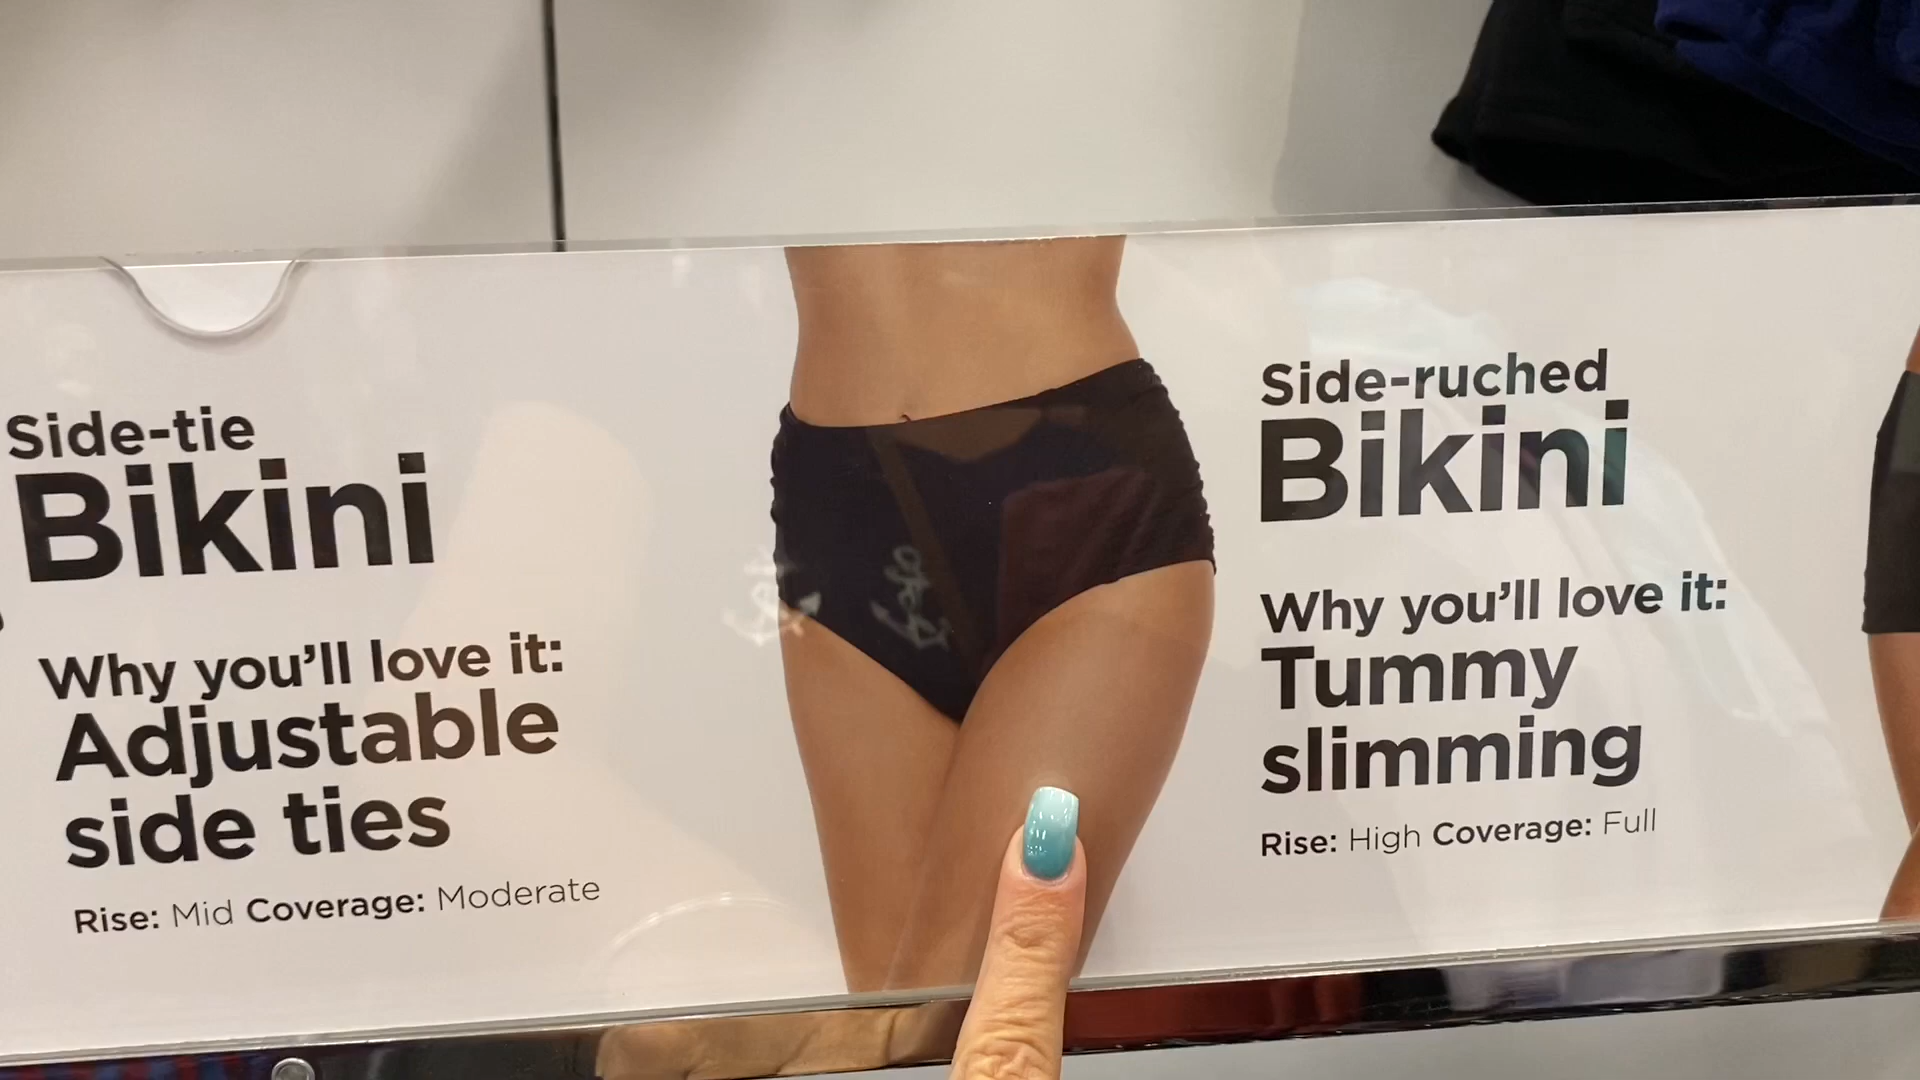 Side-tie
Bikini
Why you'll love it:
Adjustable
side ties
Rise: Mid Coverage: Moderate
Side-ruched
Bikini
Why you'll love it:
Tummy
slimming
Rise: High Coverage: Full